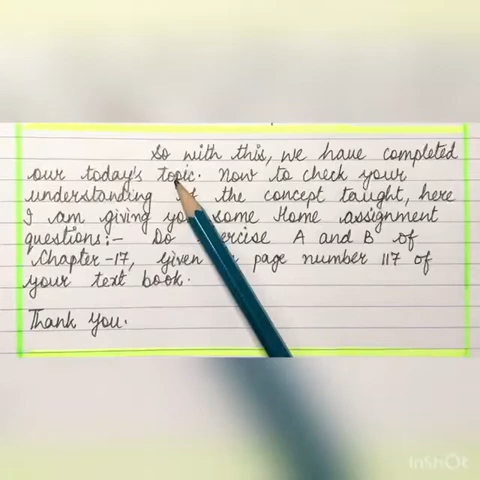 So with this, we have completed
our today's topic. Now to check your
understanding the concept taught, here
I am giving you some Home assignment
questions:- Do A and B of
Chapter-17, given page number 117 of
your text book.
Thank You.
InShOt